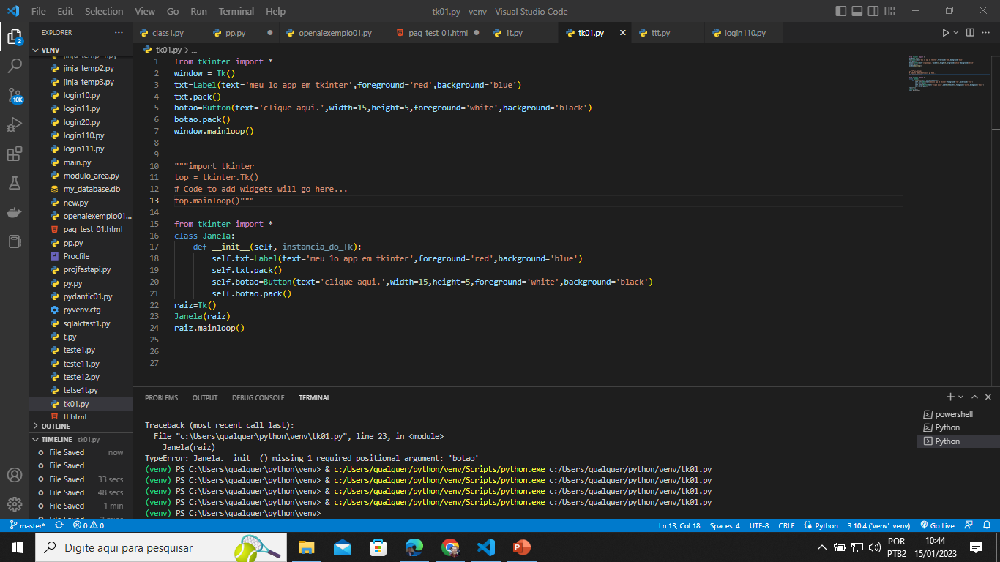 File Edit Selection View Go Run Terminal Help
tk01.py - venv - Visual Studio Code
EXPLORER
class1.py
pp.py
openaiexemplo01.py
pag_test_01.html
1t.py
tk01.py
ttt.py
login110.py
VENV
tk01.py > ...
jinja_temp2.py
jinja_temp3.py
login10.py
login11.py
login20.py
login110.py
login111.py
main.py
modulo_area.py
my_database.db
new.py
openaiexemplo01...
pag_test_01.html
pp.py
Procfile
projfastapi.py
py.py
pydantic01.py
pyvenv.cfg
sqlalcfast1.py
t.py
teste1.py
teste11.py
teste12.py
tetse1t.py
tk01.py
tt.html
OUTLINE
TIMELINE tk01.py
File Saved now
File Saved
File Saved 33 secs
File Saved 48 secs
File Saved 1 min
2
10K
1 from tkinter import *
2 window = Tk()
3 txt=Label(text='meu 1o app em tkinter',foreground='red',background='blue')
4 txt.pack()
5 botao=Button(text='clique aqui.',width=15,height=5,foreground='white',background='black')
6 botao.pack()
7 window.mainloop()
8
9
10 """import tkinter
11 top = tkinter.Tk()
12 # Code to add widgets will go here...
13 top.mainloop()"""
14
15 from tkinter import *
16 class Janela:
17 def __init__(self, instancia_do_Tk):
18 self.txt=Label(text='meu 1o app em tkinter',foreground='red',background='blue')
19 self.txt.pack()
20 self.botao=Button(text='clique aqui.',width=15,height=5,foreground='white',background='black')
21 self.botao.pack()
22 raiz=Tk()
23 Janela(raiz)
24 raiz.mainloop()
25
26
27
PROBLEMS OUTPUT DEBUG CONSOLE TERMINAL
Traceback (most recent call last):
File "c:\Users\qualquer\python\venv\tk01.py", line 23, in <module>
Janela(raiz)
TypeError: Janela.__init__() missing 1 required positional argument: 'botao'
(venv) PS C:\Users\qualquer\python\venv> & c:/Users/qualquer/python/venv/Scripts/python.exe c:/Users/qualquer/python/venv/tk01.py
(venv) PS C:\Users\qualquer\python\venv> & c:/Users/qualquer/python/venv/Scripts/python.exe c:/Users/qualquer/python/venv/tk01.py
(venv) PS C:\Users\qualquer\python\venv> & c:/Users/qualquer/python/venv/Scripts/python.exe c:/Users/qualquer/python/venv/tk01.py
(venv) PS C:\Users\qualquer\python\venv> & c:/Users/qualquer/python/venv/Scripts/python.exe c:/Users/qualquer/python/venv/tk01.py
(venv) PS C:\Users\qualquer\python\venv>
powershell
Python
Python
master* 0 0
Ln 13, Col 18 Spaces: 4 UTF-8 CRLF Python 3.10.4 ('venv': venv) Go Live
Digite aqui para pesquisar
POR
PTB2
10:44
15/01/2023